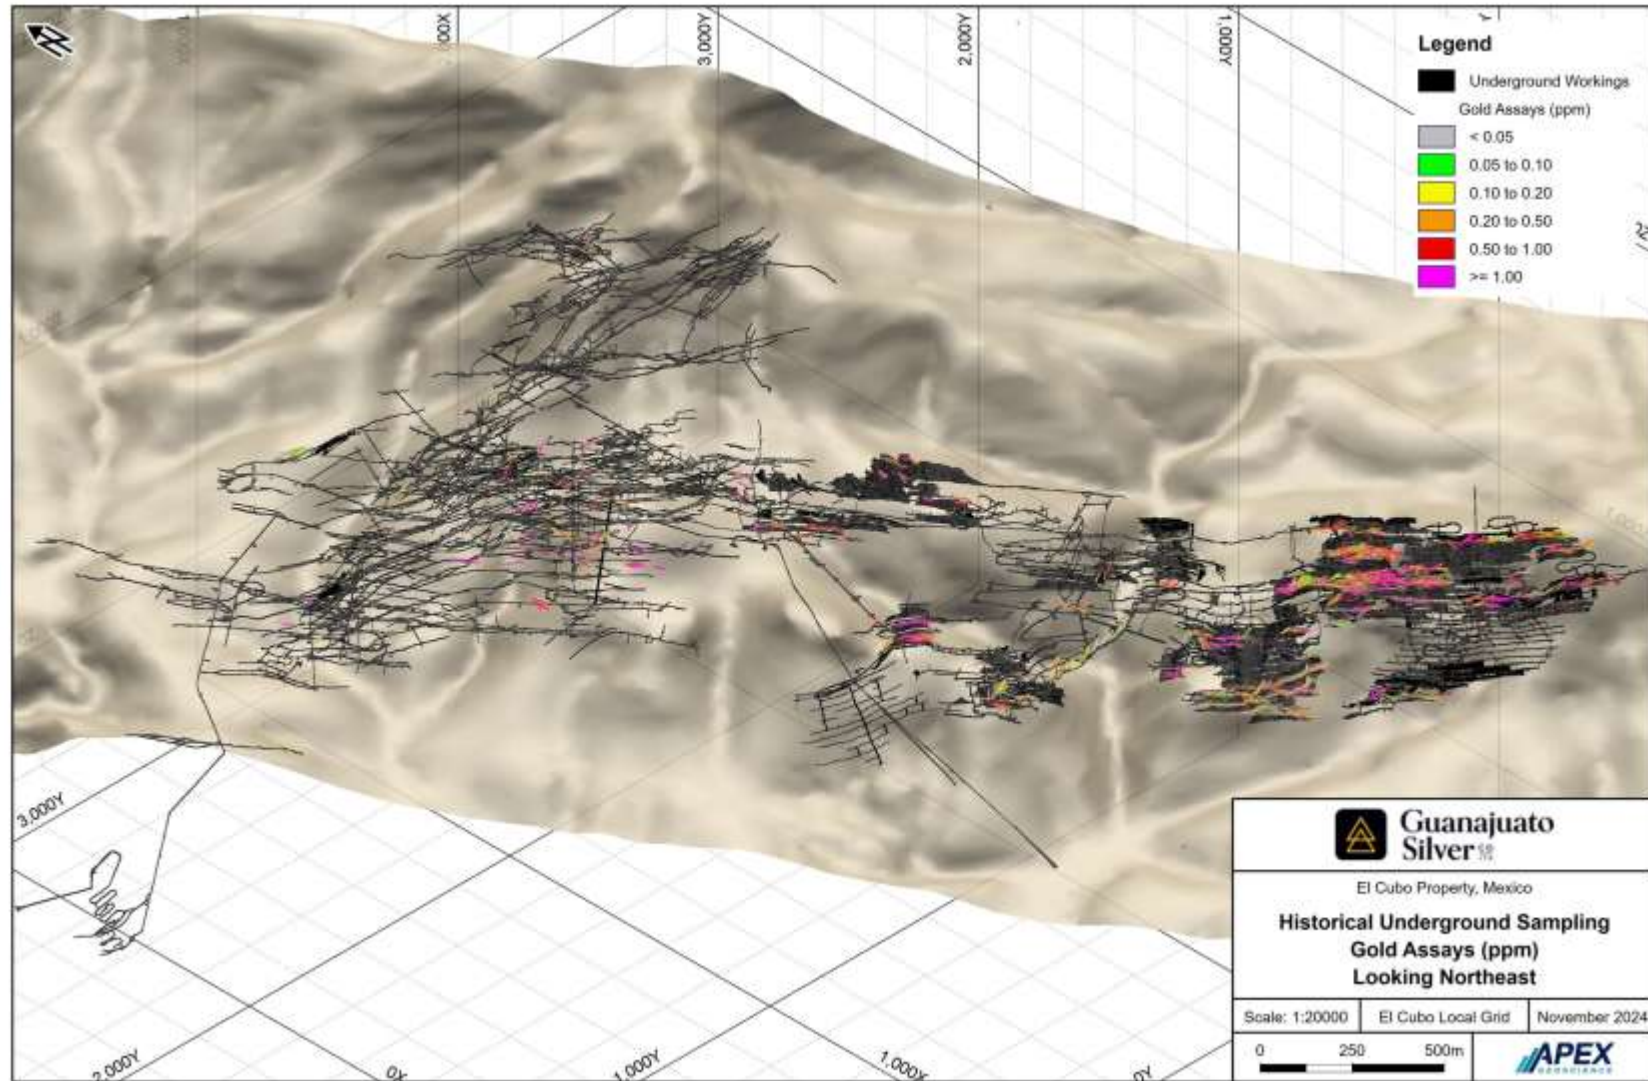 3,000Y
2,000Y
1,000Y
Legend
Underground Workings
Gold Assays (ppm)
< 0.05
0.05 to 0.10
0.10 to 0.20
0.20 to 0.50
0.50 to 1.00
>= 1.00
3,000Y
2,000Y
0X
1,000Y
1,000X
0Y
Guanajuato
Silver
El Cubo Property, Mexico
Historical Underground Sampling
Gold Assays (ppm)
Looking Northeast
Scale: 1:20000
El Cubo Local Grid
November 2024
0 250 500m
APEX
GEOSCIENCE